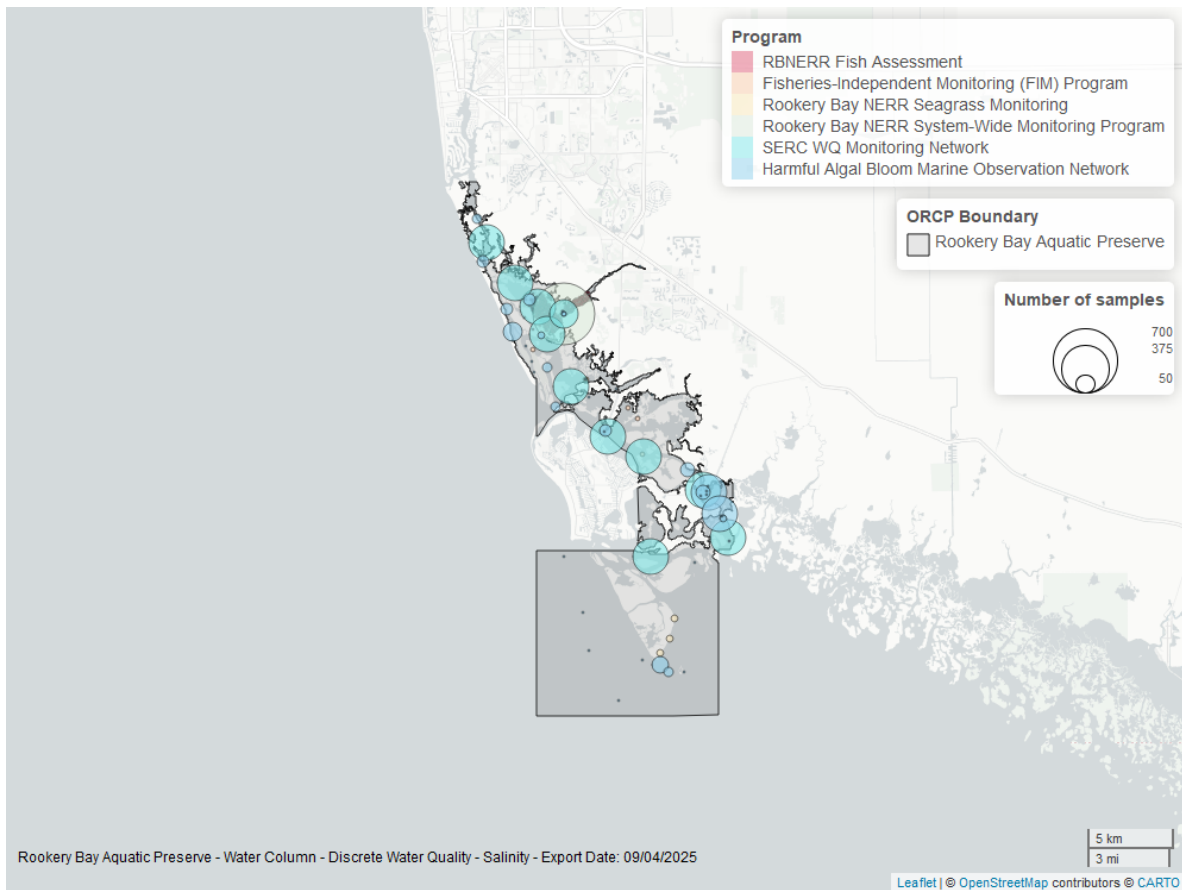 Program
RBNERR Fish Assessment
Fisheries-Independent Monitoring (FIM) Program
Rookery Bay NERR Seagrass Monitoring
Rookery Bay NERR System-Wide Monitoring Program
SERC WQ Monitoring Network
Harmful Algal Bloom Marine Observation Network
ORCP Boundary
Rookery Bay Aquatic Preserve
Number of samples
700
375
50
5 km
3 mi
Rookery Bay Aquatic Preserve - Water Column - Discrete Water Quality - Salinity - Export Date: 09/04/2025
Leaflet | © OpenStreetMap contributors © CARTO